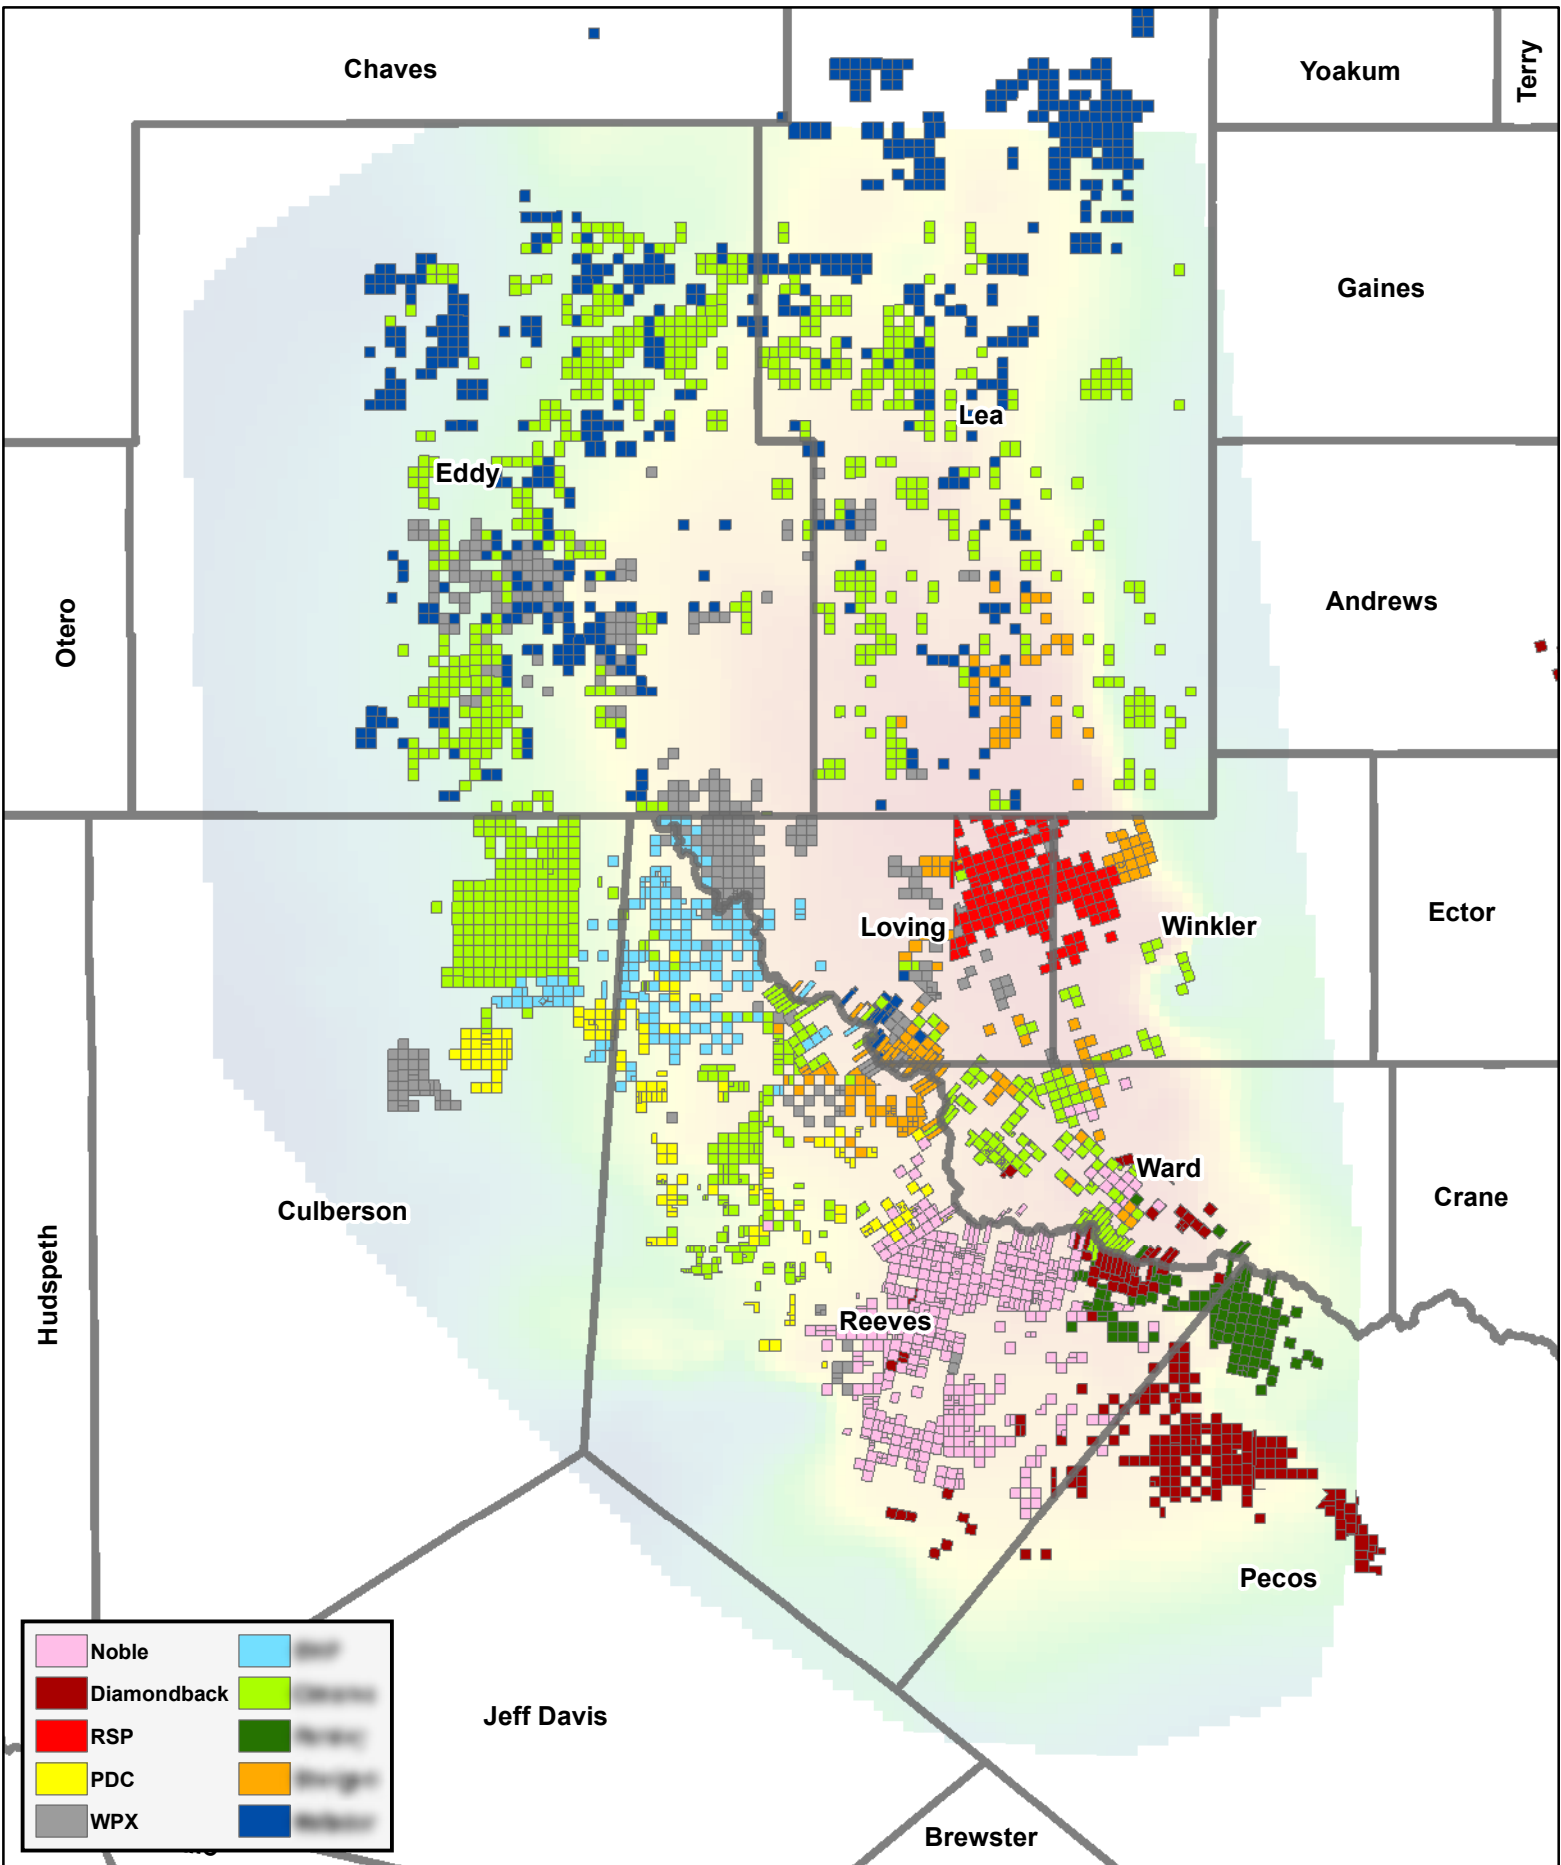 Chaves
Yoakum
Terry
Gaines
Lea
Eddy
Otero
Andrews
Loving
Winkler
Ector
Ward
Crane
Culberson
Hudspeth
Reeves
Pecos
Jeff Davis
Brewster
Noble
Diamondback
RSP
PDC
WPX